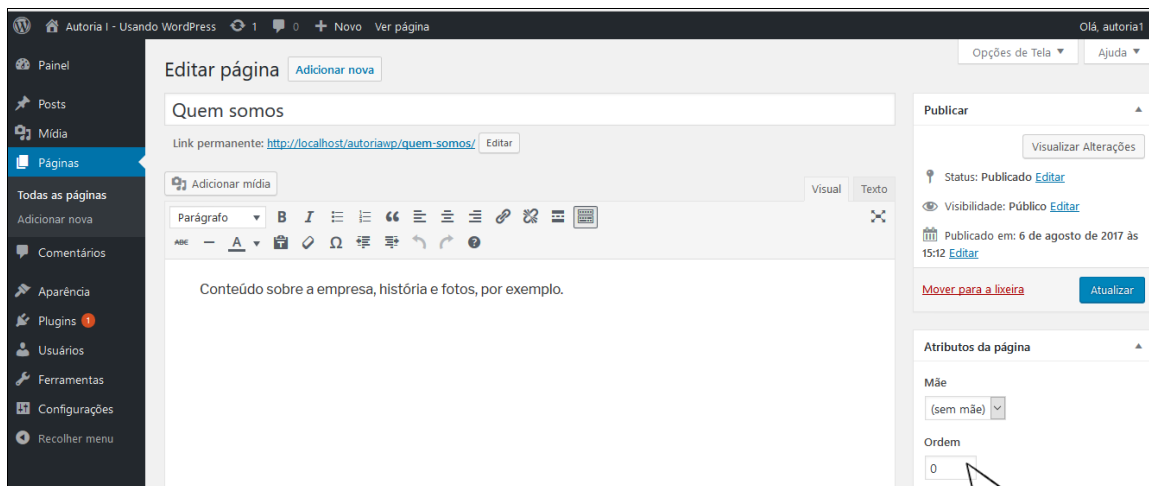 Autoria I - Usando WordPress 1 0 + Novo Ver página Olá, autoria1
Opções de Tela ▼ Ajuda ▼
Painel
Posts
Mídia
Páginas
Todas as páginas
Adicionar nova
Comentários
Aparência
Plugins 1
Usuários
Ferramentas
Configurações
Recolher menu
Editar página Adicionar nova
Quem somos
Link permanente: http://localhost/autoriawp/quem-somos/ Editar
Adicionar mídia
Visual Texto
Parágrafo B I
ABE A Ω
Conteúdo sobre a empresa, história e fotos, por exemplo.
Publicar
Visualizar Alterações
Status: Publicado Editar
Visibilidade: Público Editar
Publicado em: 6 de agosto de 2017 às
15:12 Editar
Mover para a lixeira Atualizar
Atributos da página
Mãe
(sem mãe)
Ordem
0